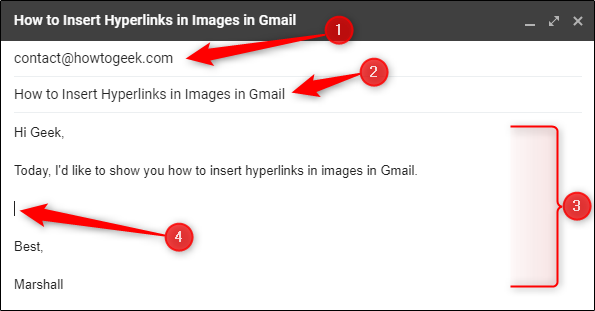 How to Insert Hyperlinks in Images in Gmail
1
contact@howtogeek.com
2
How to Insert Hyperlinks in Images in Gmail
Hi Geek,
Today, I'd like to show you how to insert hyperlinks in images in Gmail.
3
4
Best,
Marshall